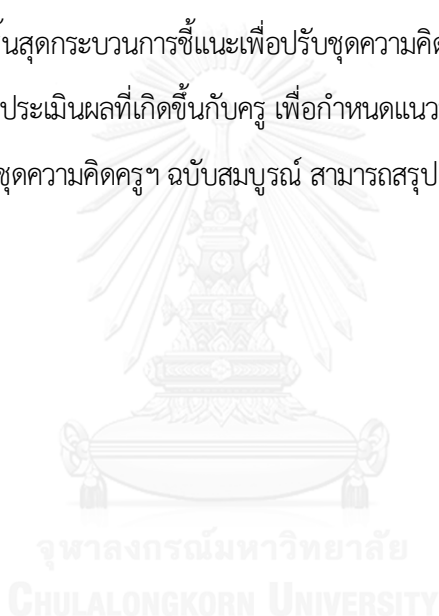 ้นสุดกระบวนการชี้แนะเพื่อปรับชุดความคิด
ประเมินผลที่เกิดขึ้นกับครู เพื่อกำหนดแนว
ชุดความคิดครูฯ ฉบับสมบูรณ์ สามารถสรุป
จุฬาลงกรณ์มหาวิทยาลัย
CHULALONGKORN UNIVERSITY